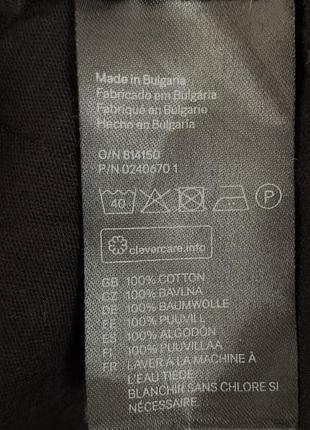 Made in Bulgaria
Fabricado em Bulgária
Fabriqué en Bulgarie
Hecho en Bulgaria
O/N 814150
P/N 0240670 1
40 P
clevercare.info
GB 100% COTTON
CZ 100% BAVLNA
DE 100% BAUMWOLLE
EE 100% PUUVILL
ES 100% ALGODÓN
FI 100% PUUVILLAA
FR LAVER A LA MACHINE À
L'EAU TIÈDE
BLANCHIR SANS CHLORE SI
NÉCESSAIRE.